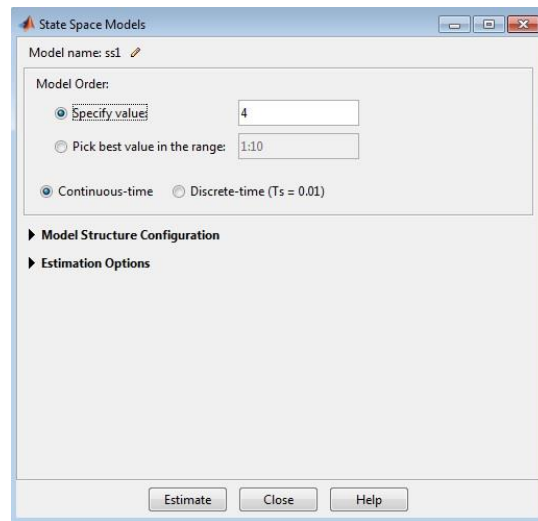 State Space Models
Model name: ss1
Model Order:
Specify value: 4
Pick best value in the range: 1:10
Continuous-time Discrete-time (Ts = 0.01)
Model Structure Configuration
Estimation Options
Estimate Close Help